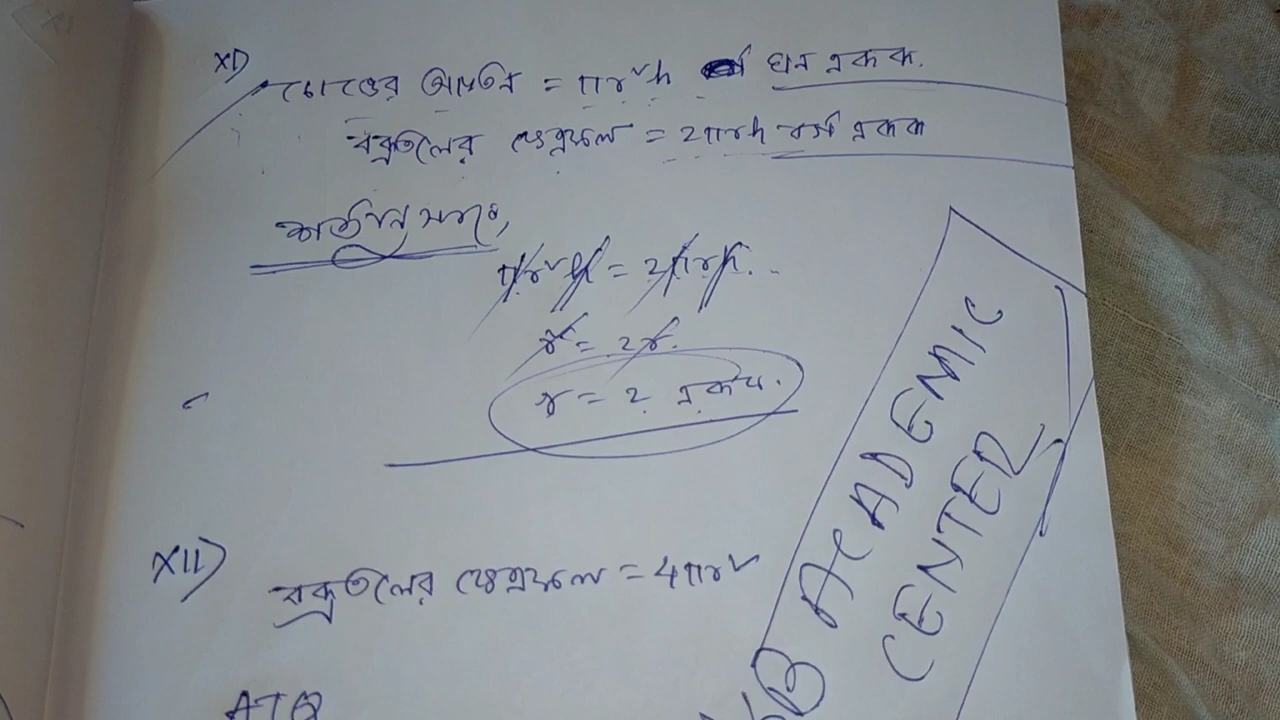 XI)
চোঙের আয়তন = πr²h ঘন একক.
বক্রতলের ক্ষেত্রফল = 2πrh বর্গ একক
শর্তানুসারে,
πr²h = 2πrh.
r² = 2r.
r = 2 একক.
XII)
বক্রতলের ক্ষেত্রফল = 4πr²
ATQ
B ACADEMIC
CENTER